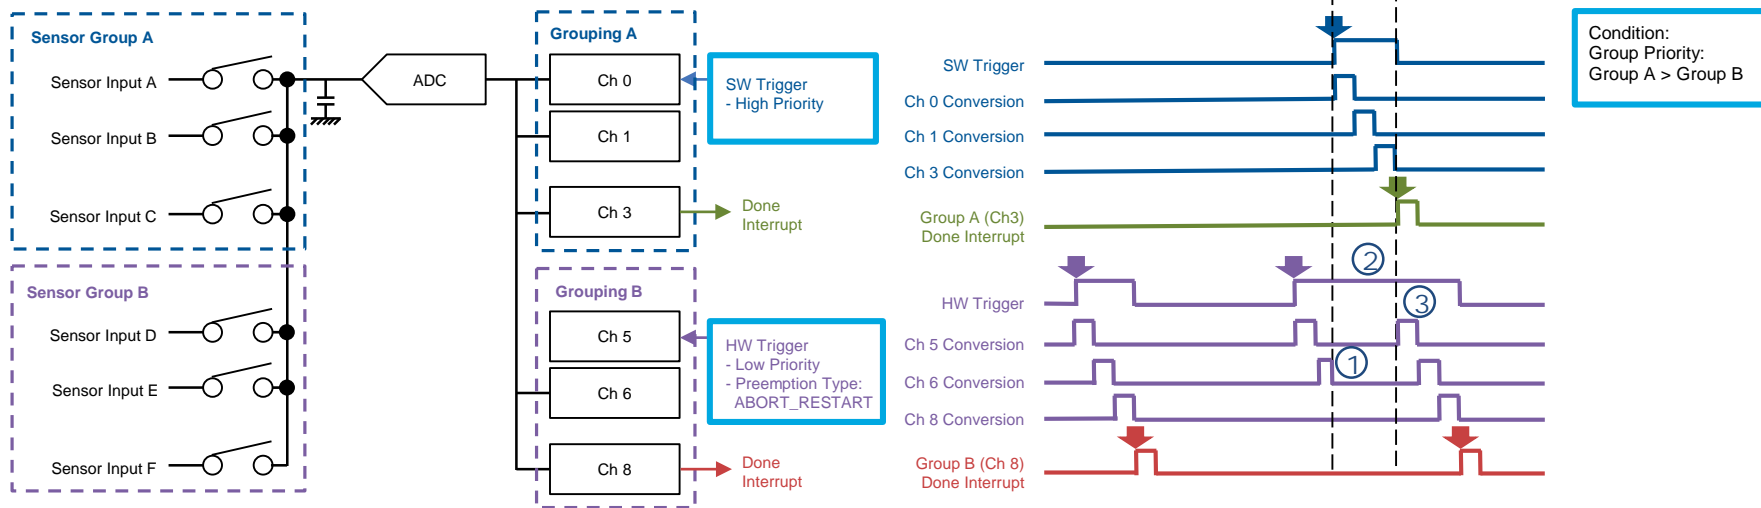 Sensor Group A
Sensor Input A
Sensor Input B
Sensor Input C
Sensor Group B
Sensor Input D
Sensor Input E
Sensor Input F
ADC
Grouping A
Ch 0
Ch 1
Ch 3
SW Trigger
- High Priority
Done
Interrupt
Grouping B
Ch 5
Ch 6
Ch 8
HW Trigger
- Low Priority
- Preemption Type:
ABORT_RESTART
Done
Interrupt
SW Trigger
Ch 0 Conversion
Ch 1 Conversion
Ch 3 Conversion
Group A (Ch3)
Done Interrupt
2
HW Trigger
3
Ch 5 Conversion
1
Ch 6 Conversion
Ch 8 Conversion
Group B (Ch 8)
Done Interrupt
Condition:
Group Priority:
Group A > Group B